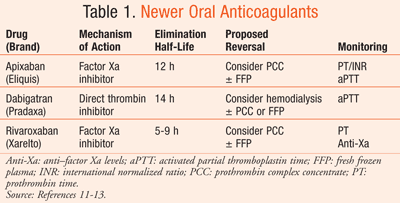 Table 1. Newer Oral Anticoagulants
Drug Mechanism Elimination Proposed
(Brand) of Action Half-Life Reversal Monitoring
Apixaban Factor Xa 12 h Consider PCC PT/INR
(Eliquis) inhibitor ± FFP aPTT
Dabigatran Direct thrombin 14 h Consider hemodialysis aPTT
(Pradaxa) inhibitor ± PCC or FFP
Rivaroxaban Factor Xa 5-9 h Consider PCC PT
(Xarelto) inhibitor ± FFP Anti-Xa
Anti-Xa: anti–factor Xa levels; aPTT: activated partial thromboplastin time; FFP: fresh frozen
plasma; INR: international normalized ratio; PCC: prothrombin complex concentrate; PT:
prothrombin time.
Source: References 11-13.